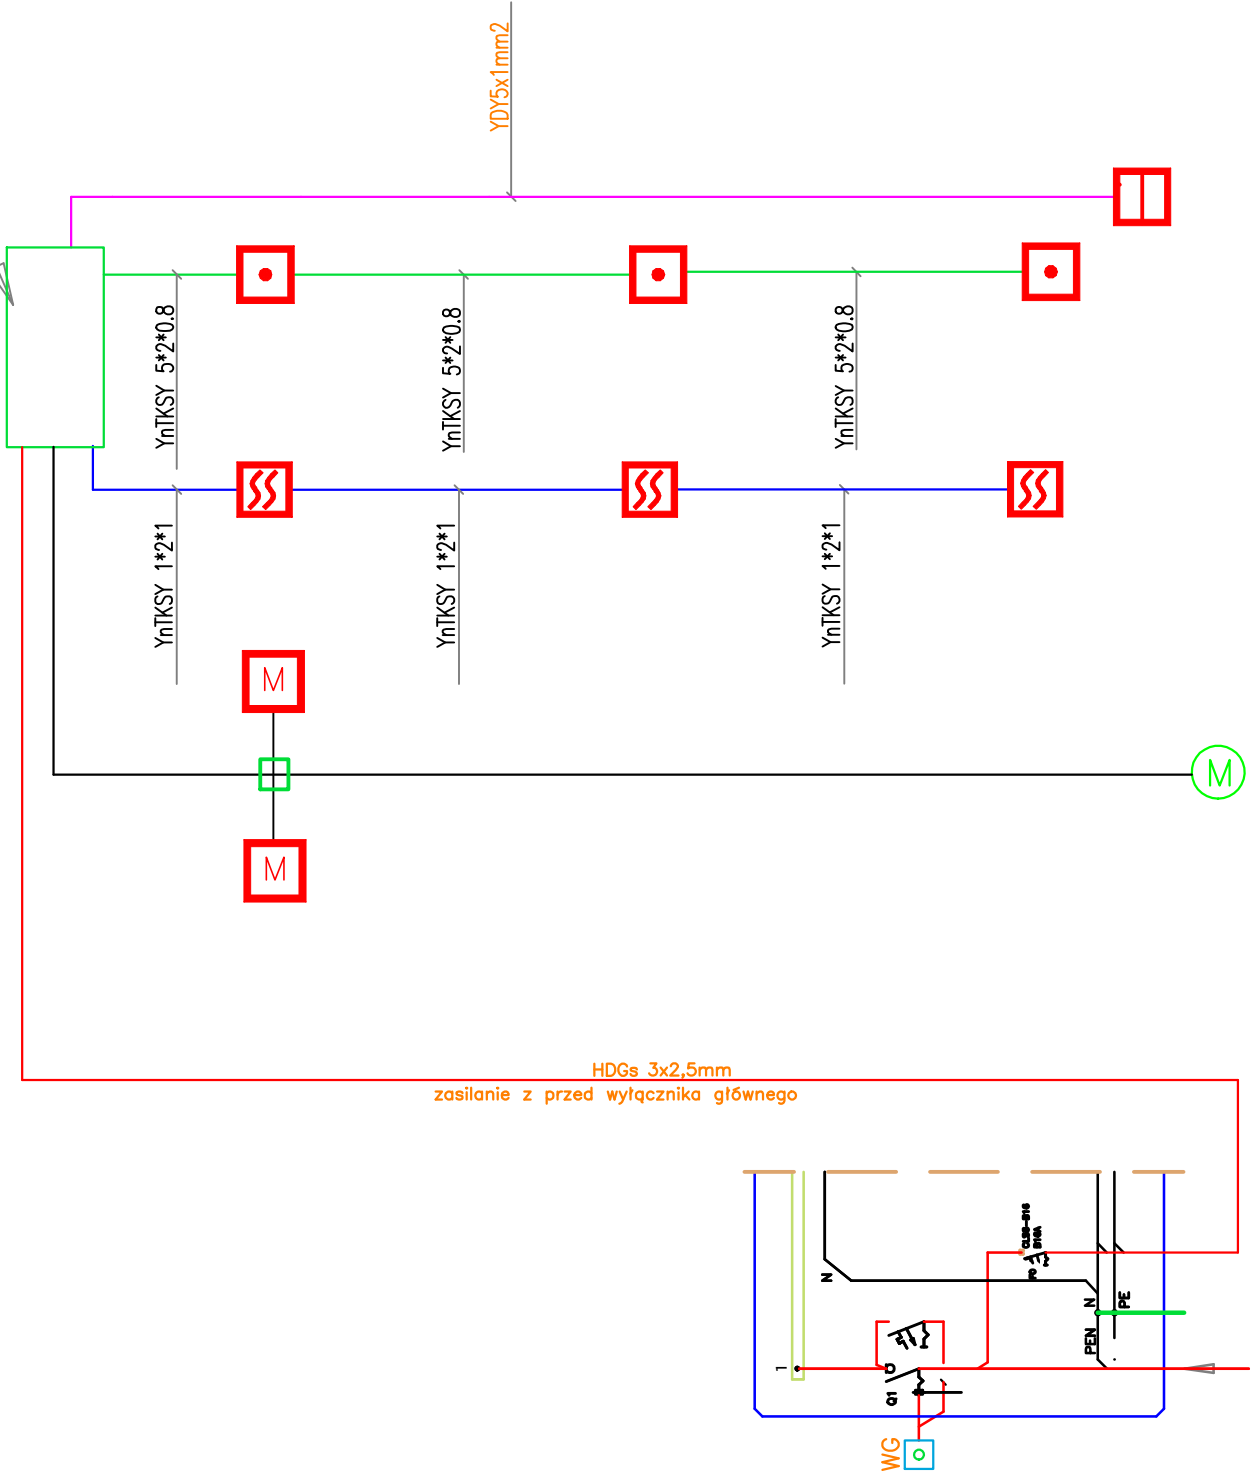 YDY5x1mm2
YnTKSY 5*2*0.8
YnTKSY 5*2*0.8
YnTKSY 5*2*0.8
YnTKSY 1*2*1
YnTKSY 1*2*1
YnTKSY 1*2*1
M
M
M
HDGs 3x2,5mm
zasilanie z przed wyłącznika głównego
B16A
F0
N
N
PE
PEN
1
Q1
WG